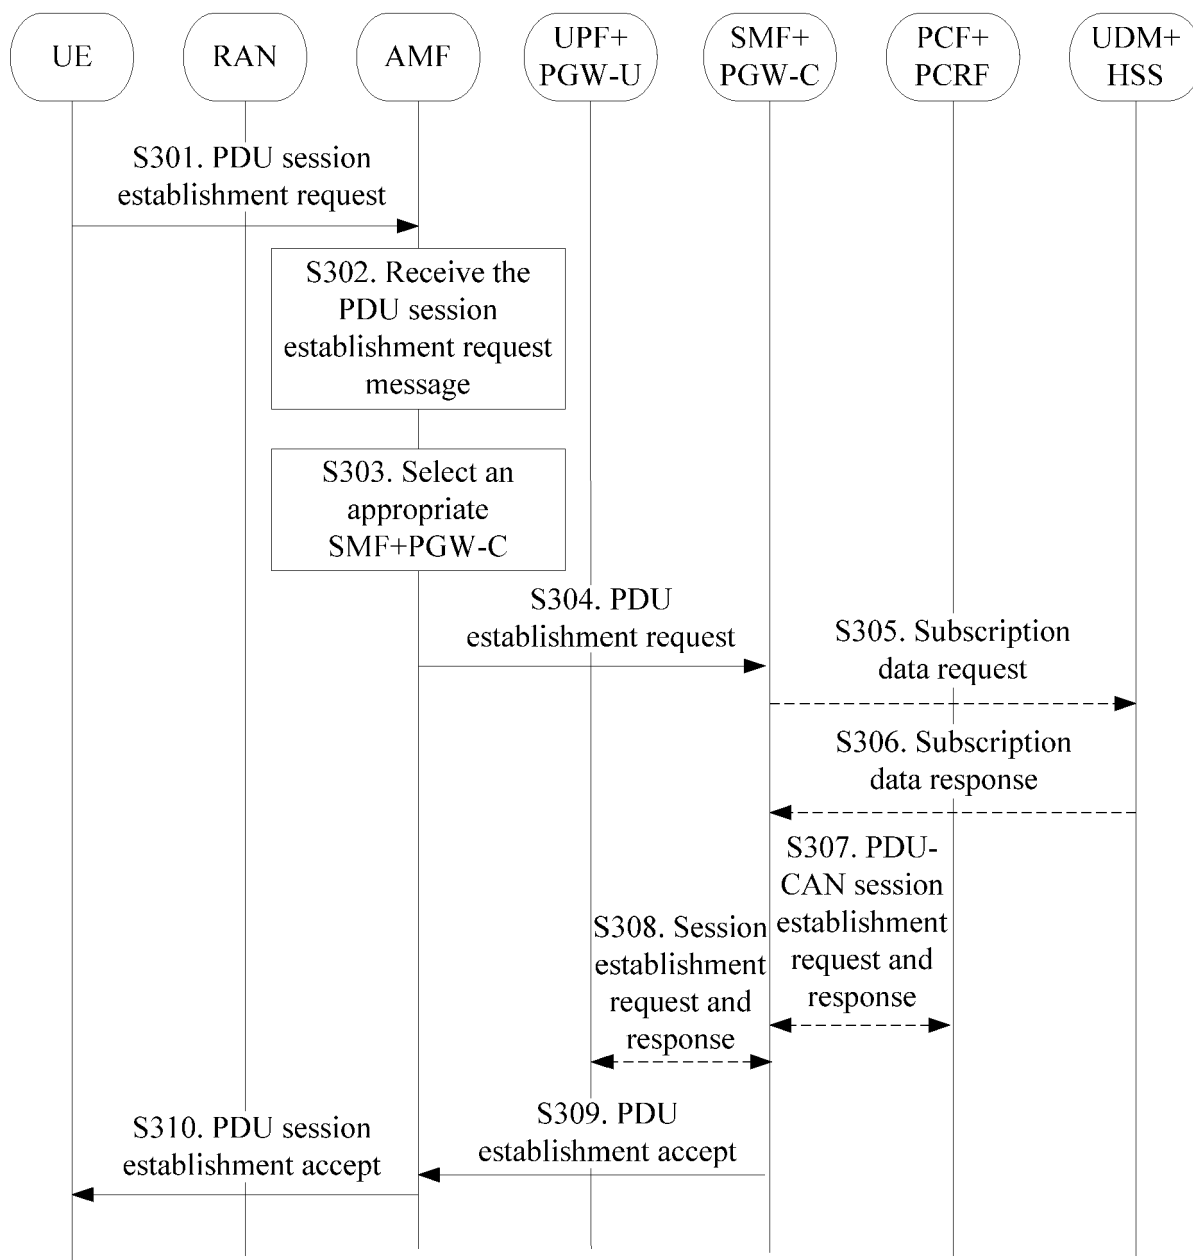 UE
RAN
AMF
UPF+
PGW-U
SMF+
PGW-C
PCF+
PCRF
UDM+
HSS
S301. PDU session
establishment request
S302. Receive the
PDU session
establishment request
message
S303. Select an
appropriate
SMF+PGW-C
S304. PDU
establishment request
S305. Subscription
data request
S306. Subscription
data response
S307. PDU-
CAN session
establishment
request and
response
S308. Session
establishment
request and
response
S309. PDU
establishment accept
S310. PDU session
establishment accept